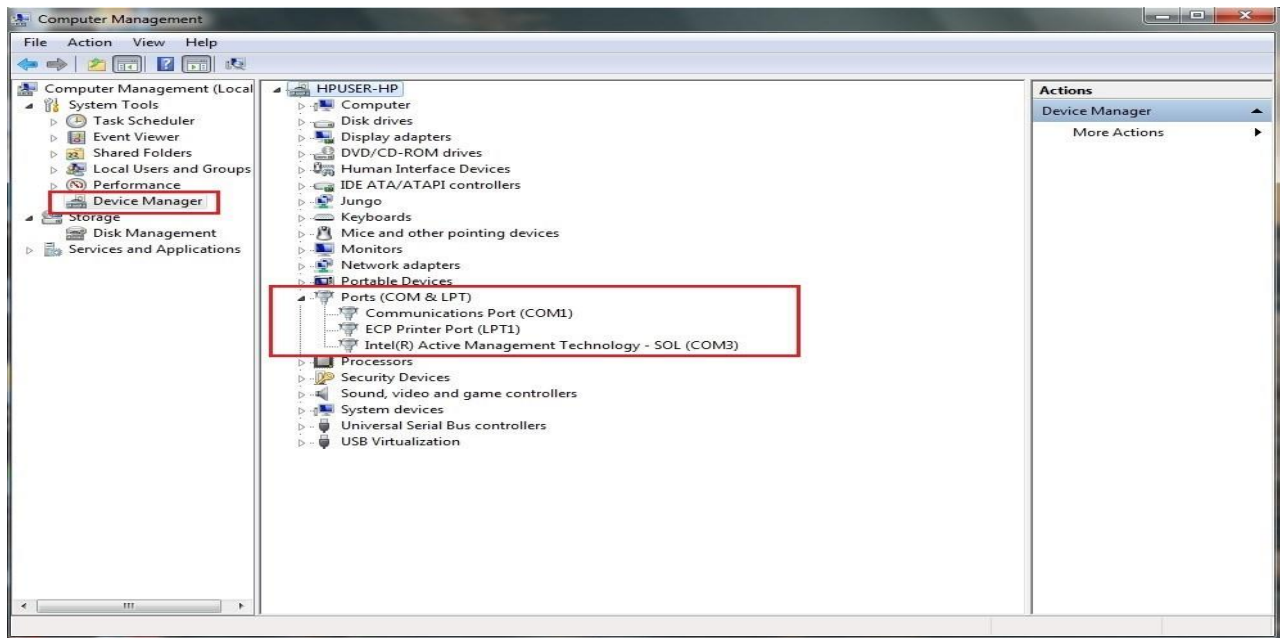 Computer Management
File Action View Help
Computer Management (Local
System Tools
Task Scheduler
Event Viewer
Shared Folders
Local Users and Groups
Performance
Device Manager
Storage
Disk Management
Services and Applications
HPUSER-HP
Computer
Disk drives
Display adapters
DVD/CD-ROM drives
Human Interface Devices
IDE ATA/ATAPI controllers
Jungo
Keyboards
Mice and other pointing devices
Monitors
Network adapters
Portable Devices
Ports (COM & LPT)
Communications Port (COM1)
ECP Printer Port (LPT1)
Intel(R) Active Management Technology - SOL (COM3)
Processors
Security Devices
Sound, video and game controllers
System devices
Universal Serial Bus controllers
USB Virtualization
Actions
Device Manager
More Actions